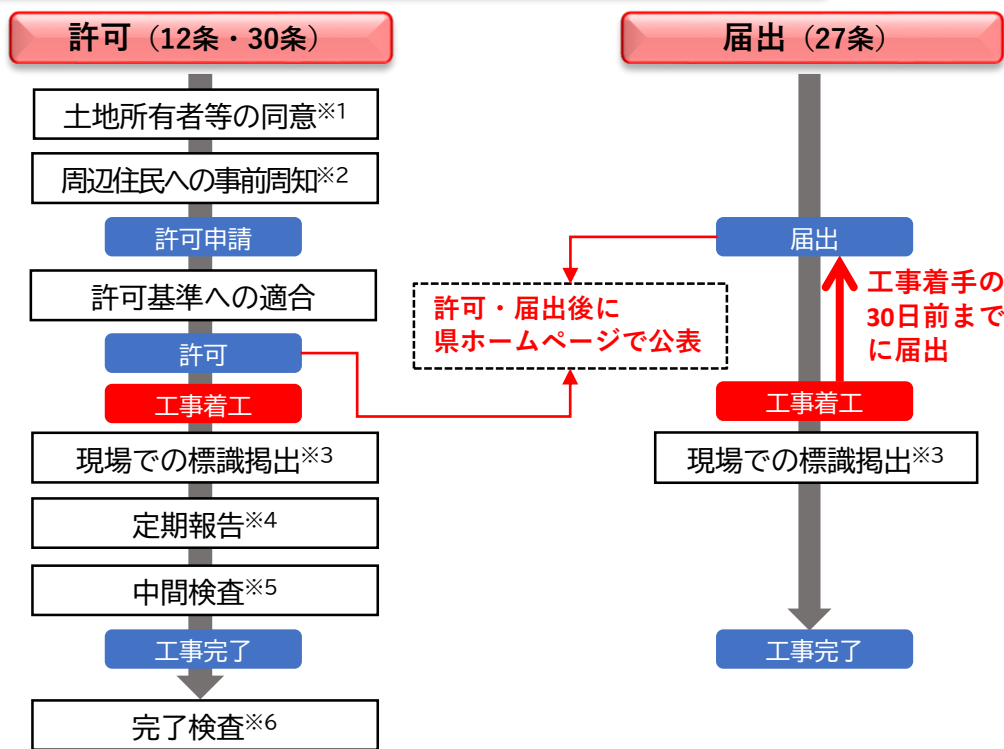 許可（12条・30条）
土地所有者等の同意※1
周辺住民への事前周知※2
許可申請
許可基準への適合
許可
工事着工
現場での標識掲出※3
定期報告※4
中間検査※5
工事完了
完了検査※6
許可・届出後に
県ホームページで公表
届出（27条）
届出
工事着手の
30日前まで
に届出
工事着工
現場での標識掲出※3
工事完了